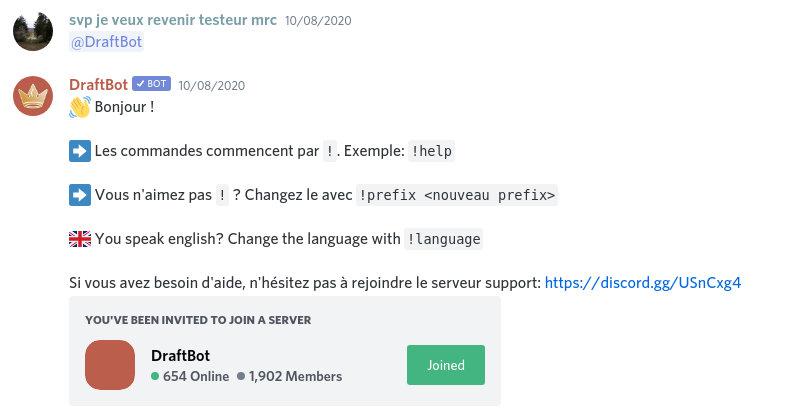 svp je veux revenir testeur mrc 10/08/2020
@DraftBot
DraftBot ✓ BOT 10/08/2020
👋 Bonjour !
➡️ Les commandes commencent par ! . Exemple: !help
➡️ Vous n'aimez pas ! ? Changez le avec !prefix <nouveau prefix>
🇬🇧 You speak english? Change the language with !language
Si vous avez besoin d'aide, n'hésitez pas à rejoindre le serveur support: https://discord.gg/USnCxg4
YOU'VE BEEN INVITED TO JOIN A SERVER
DraftBot
654 Online 1,902 Members
Joined